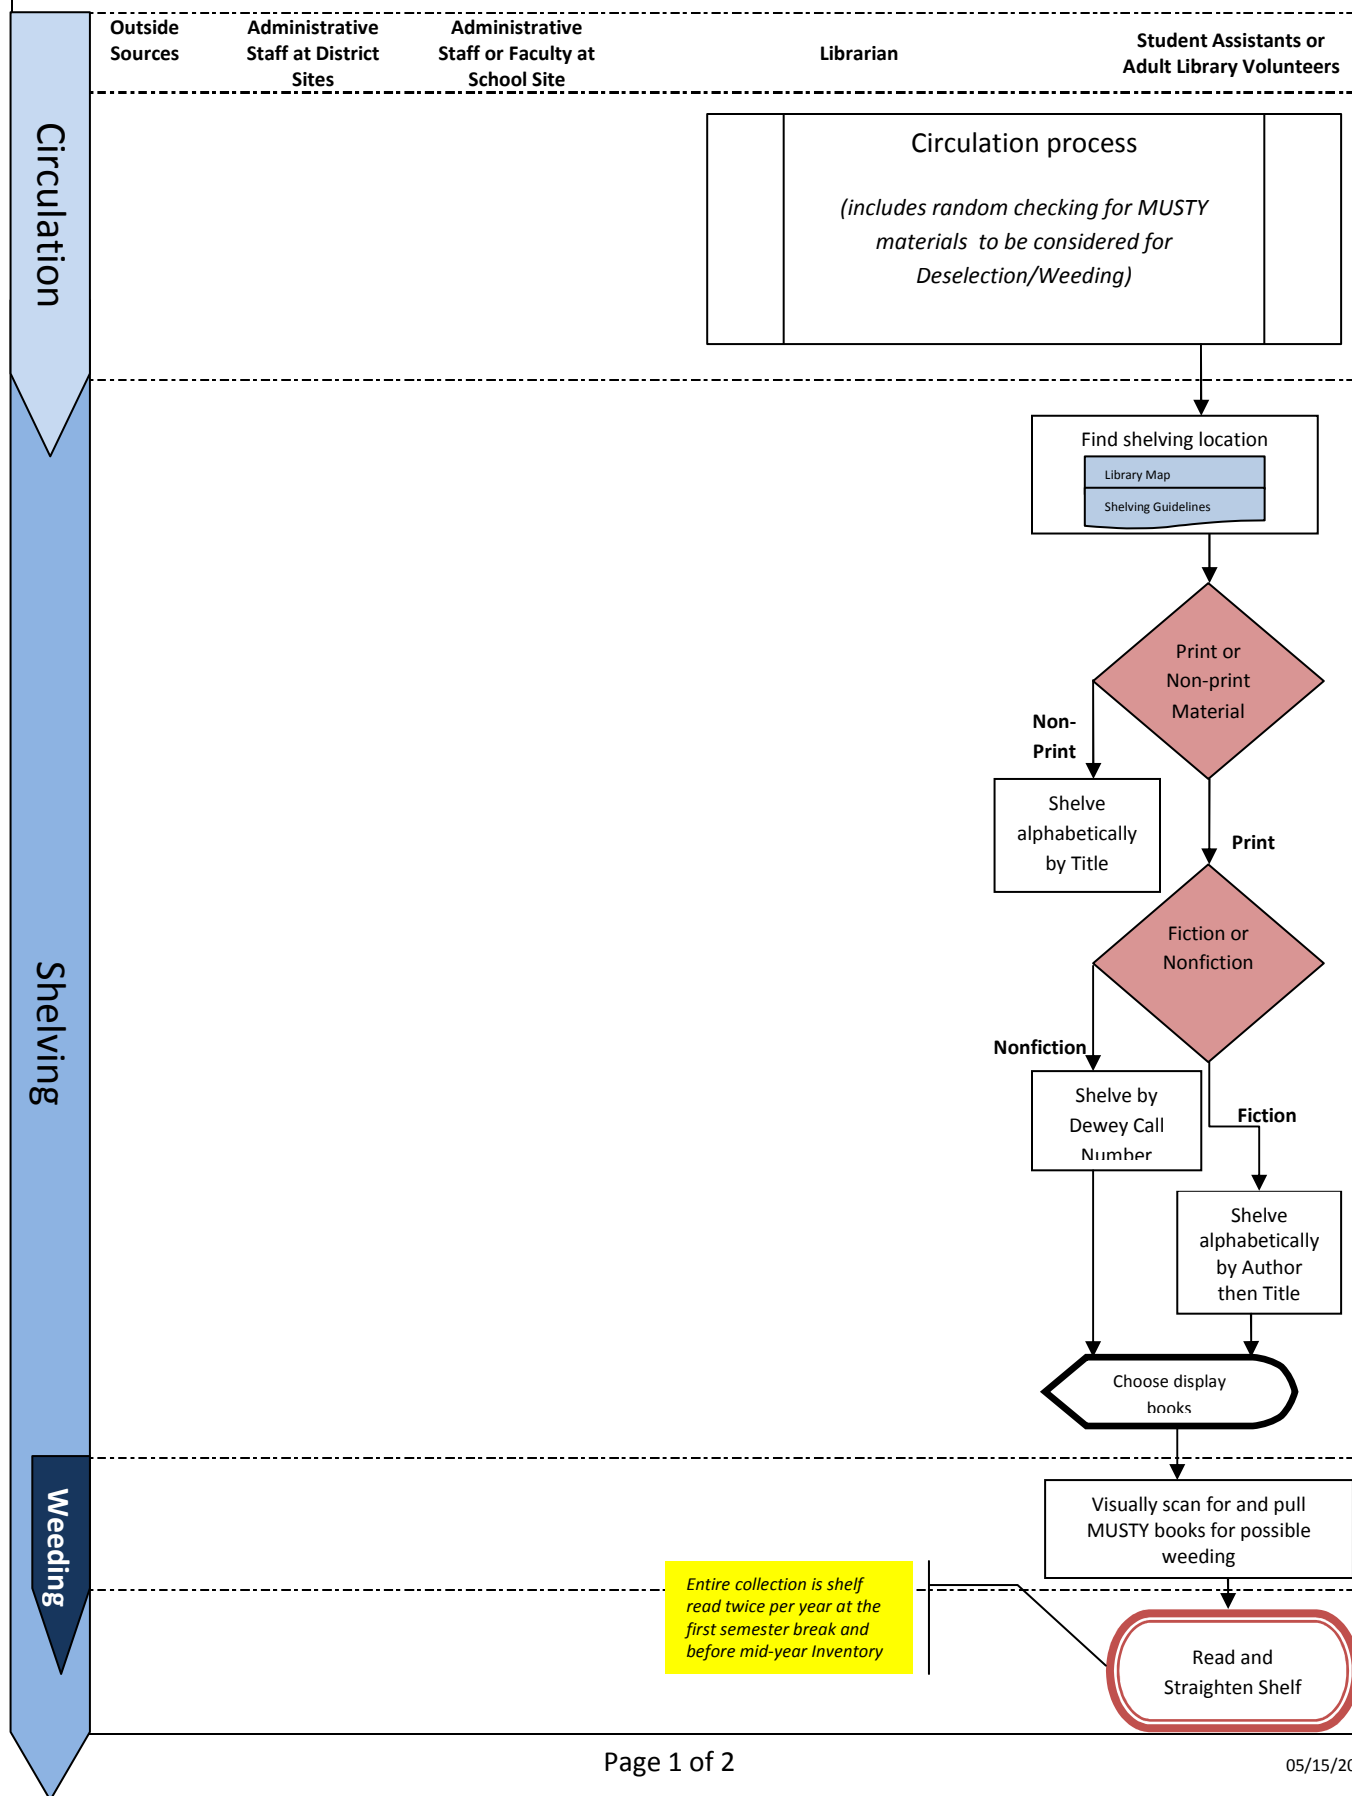 Outside
Sources
Administrative
Staff at District
Sites
Administrative
Staff or Faculty at
School Site
Librarian
Student Assistants or
Adult Library Volunteers
Circulation
Circulation process
(includes random checking for MUSTY
materials to be considered for
Deselection/Weeding)
Shelving
Find shelving location
Library Map
Shelving Guidelines
Print or
Non-print
Material
Non-
Print
Shelve
alphabetically
by Title
Print
Fiction or
Nonfiction
Nonfiction
Shelve by
Dewey Call
Number
Fiction
Shelve
alphabetically
by Author
then Title
Choose display
books
Weeding
Visually scan for and pull
MUSTY books for possible
weeding
Entire collection is shelf
read twice per year at the
first semester break and
before mid-year Inventory
Read and
Straighten Shelf
Page 1 of 2
05/15/20